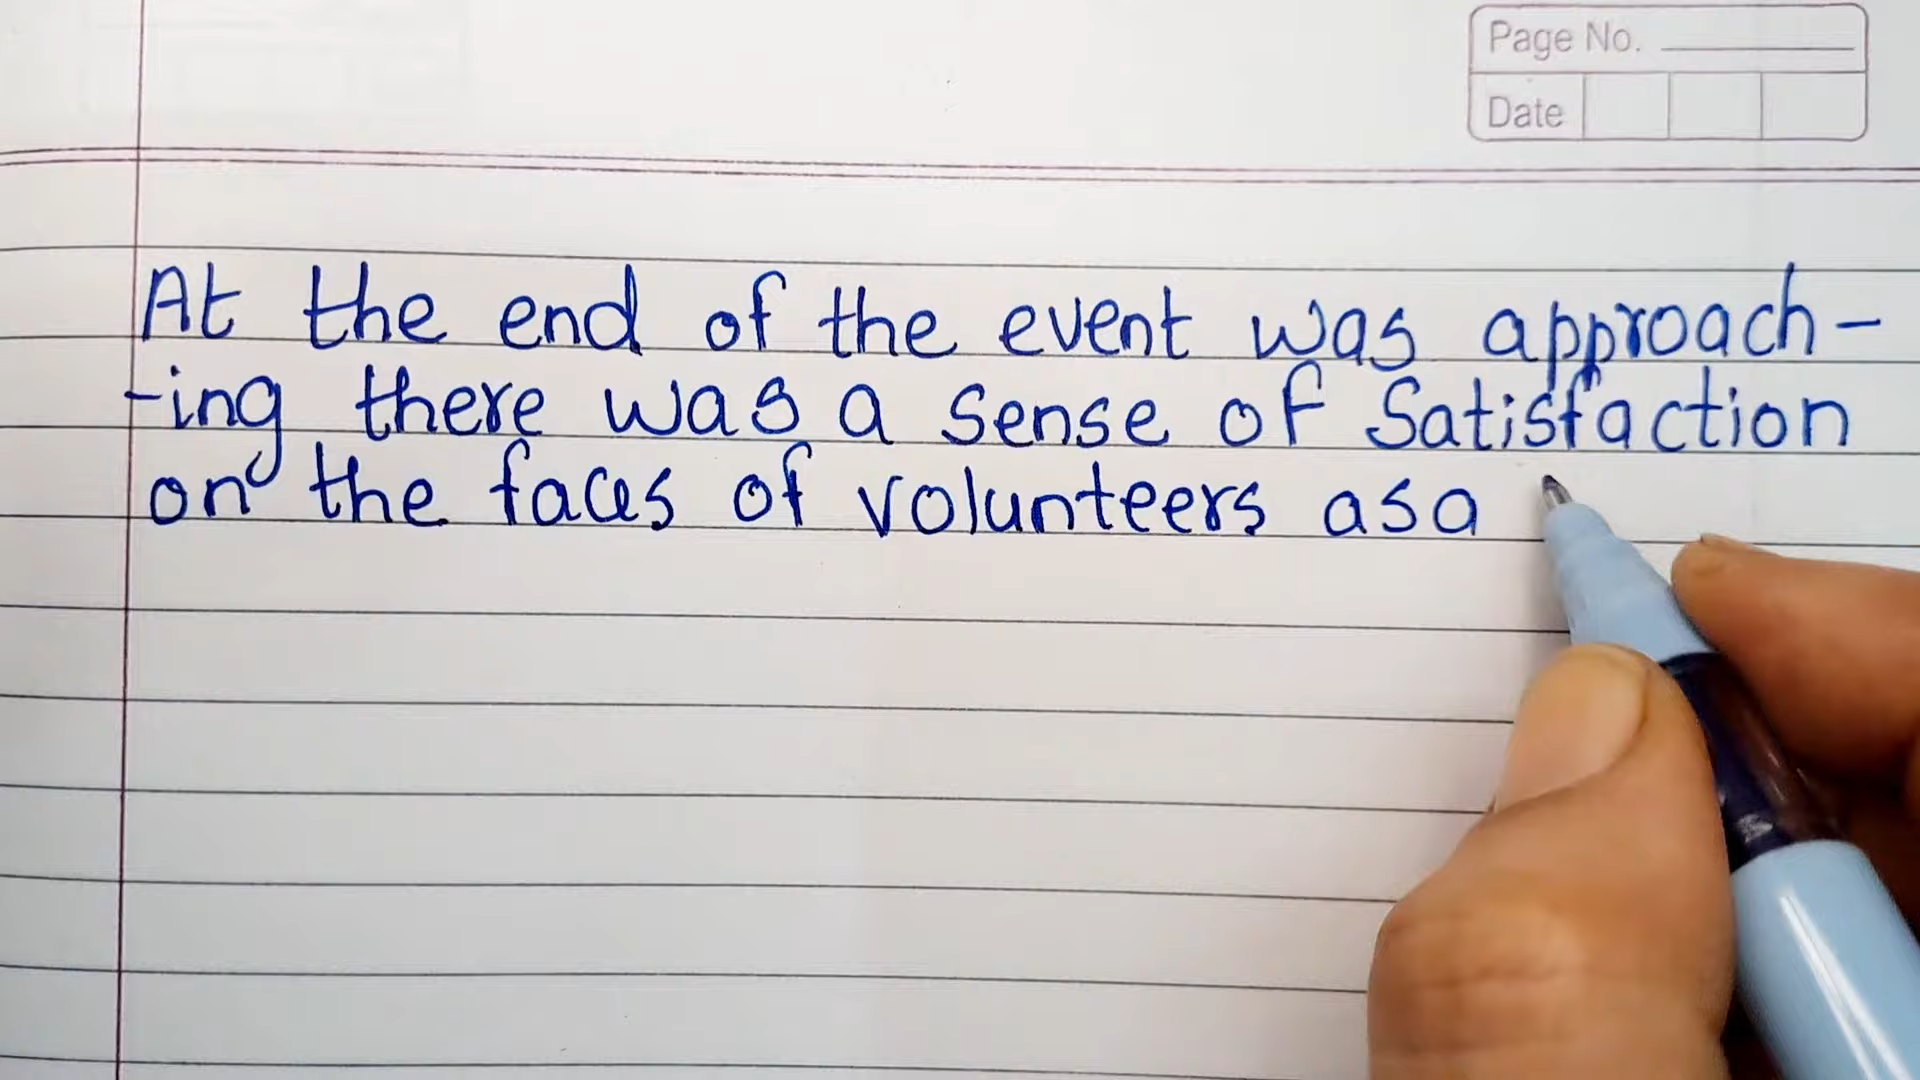 Page No.
Date
At the end of the event was approach-
-ing there was a sense of Satisfaction
on the faces of volunteers as a